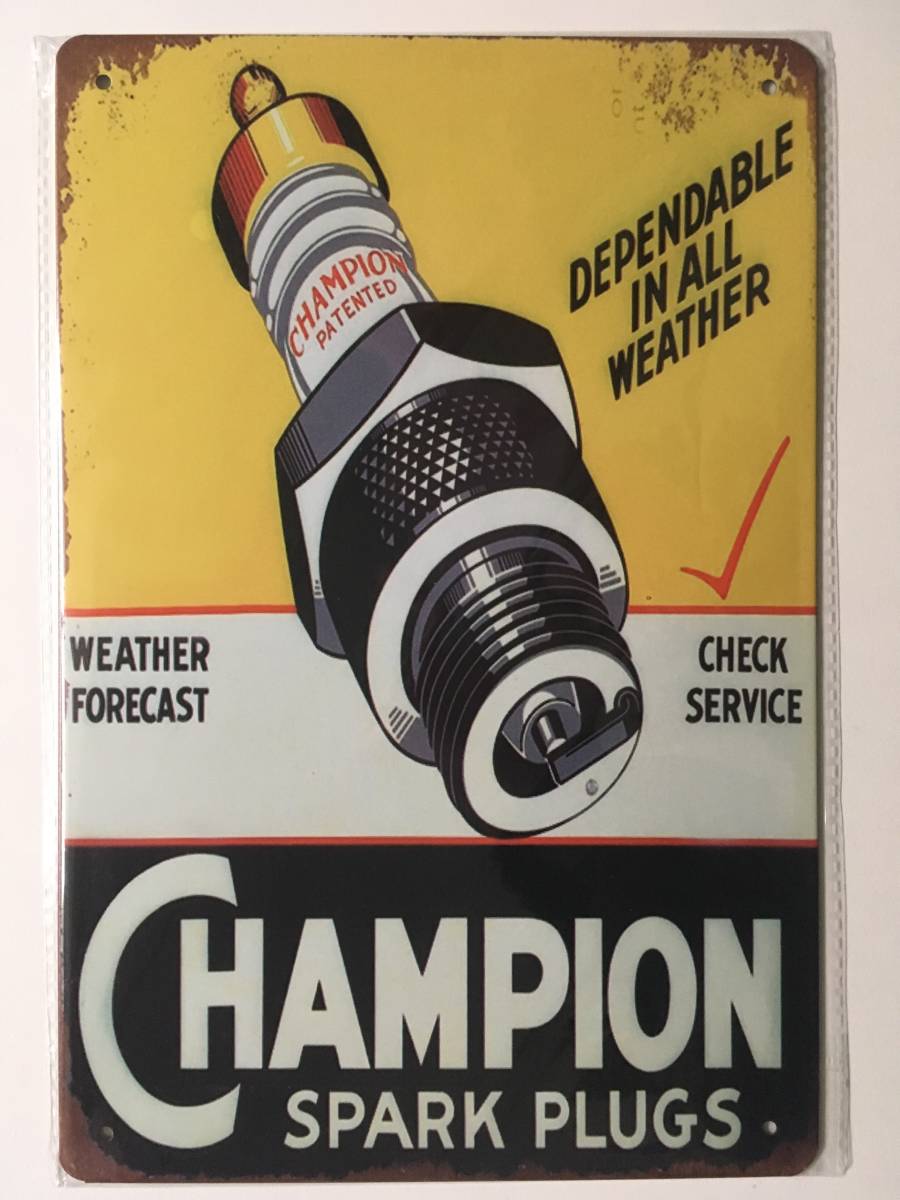 DEPENDABLE
IN ALL
WEATHER
CHAMPION
PATENTED
WEATHER
FORECAST
CHECK
SERVICE
CHAMPION
SPARK PLUGS